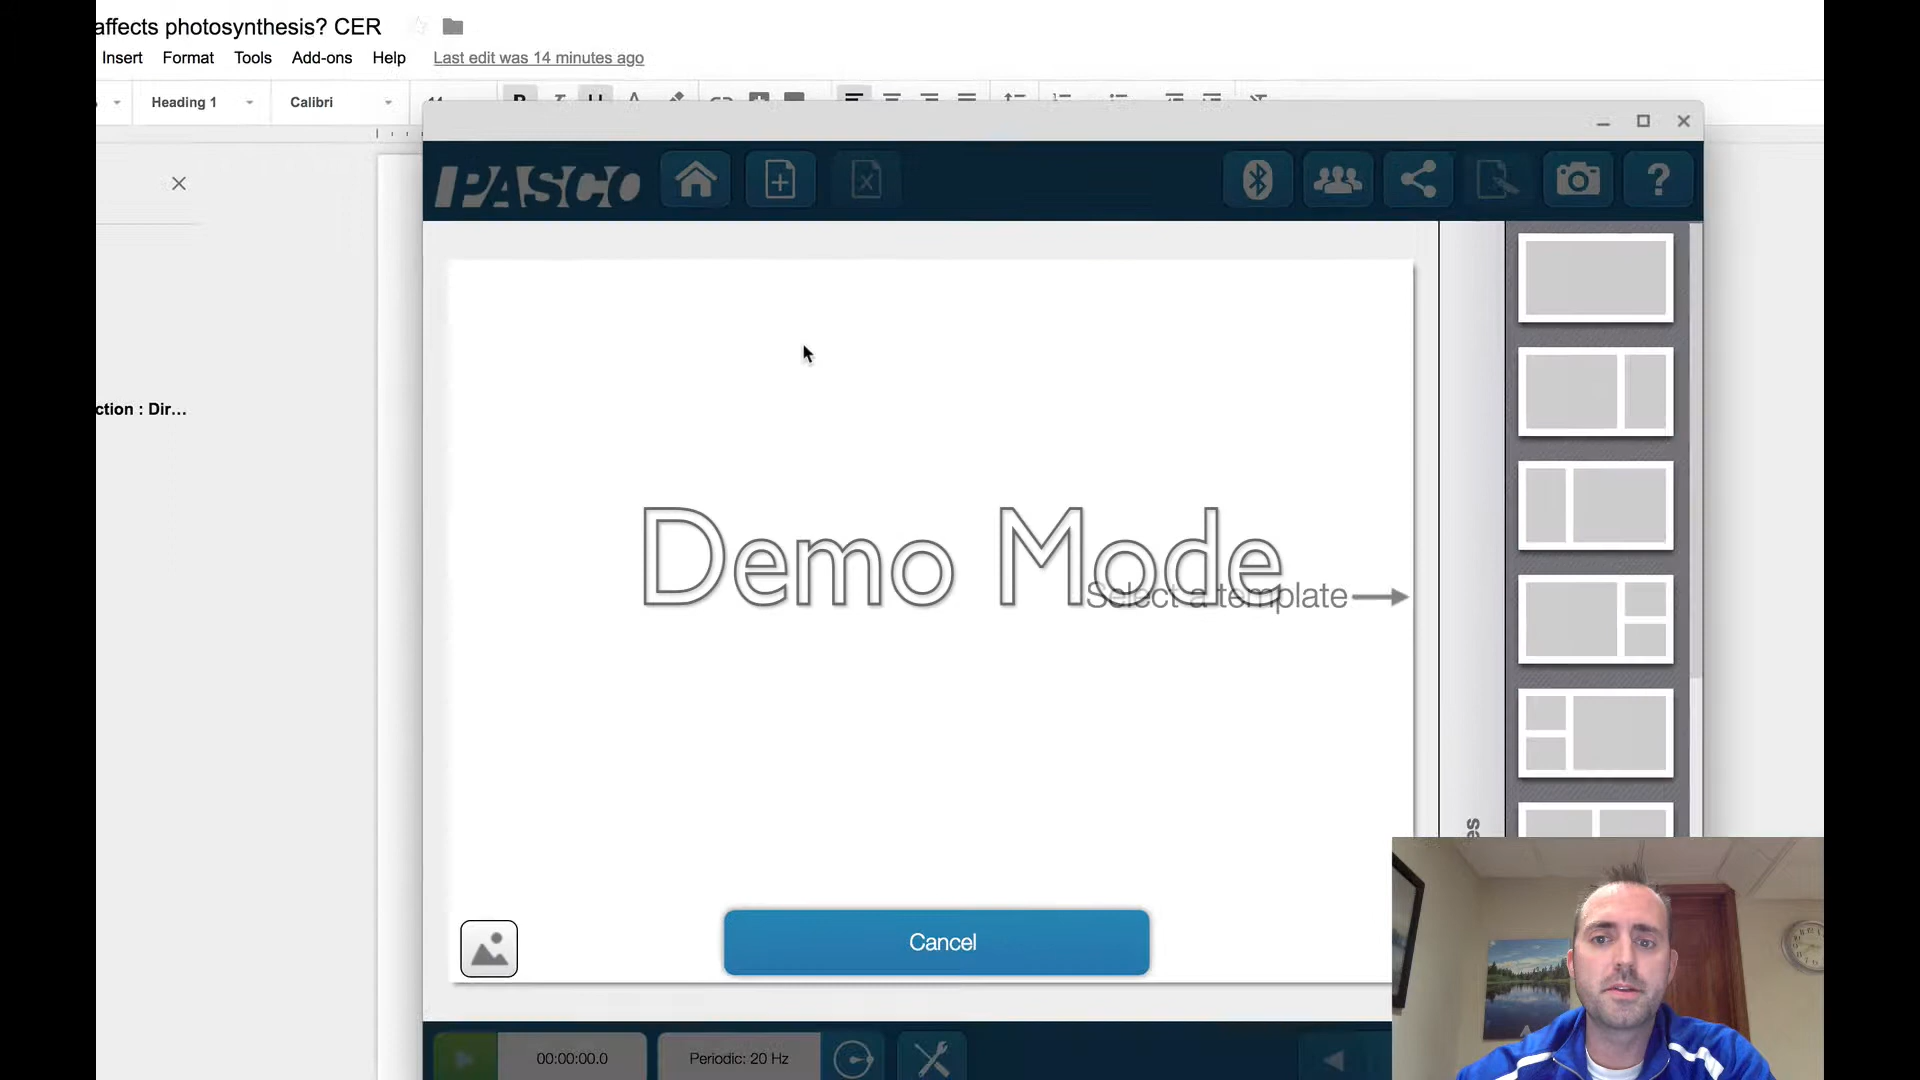 affects photosynthesis? CER
Insert Format Tools Add-ons Help Last edit was 14 minutes ago
Heading 1 Calibri
PASCO
ction : Dir...
Demo Mode
Select a template
Cancel
00:00:00.0 Periodic: 20 Hz